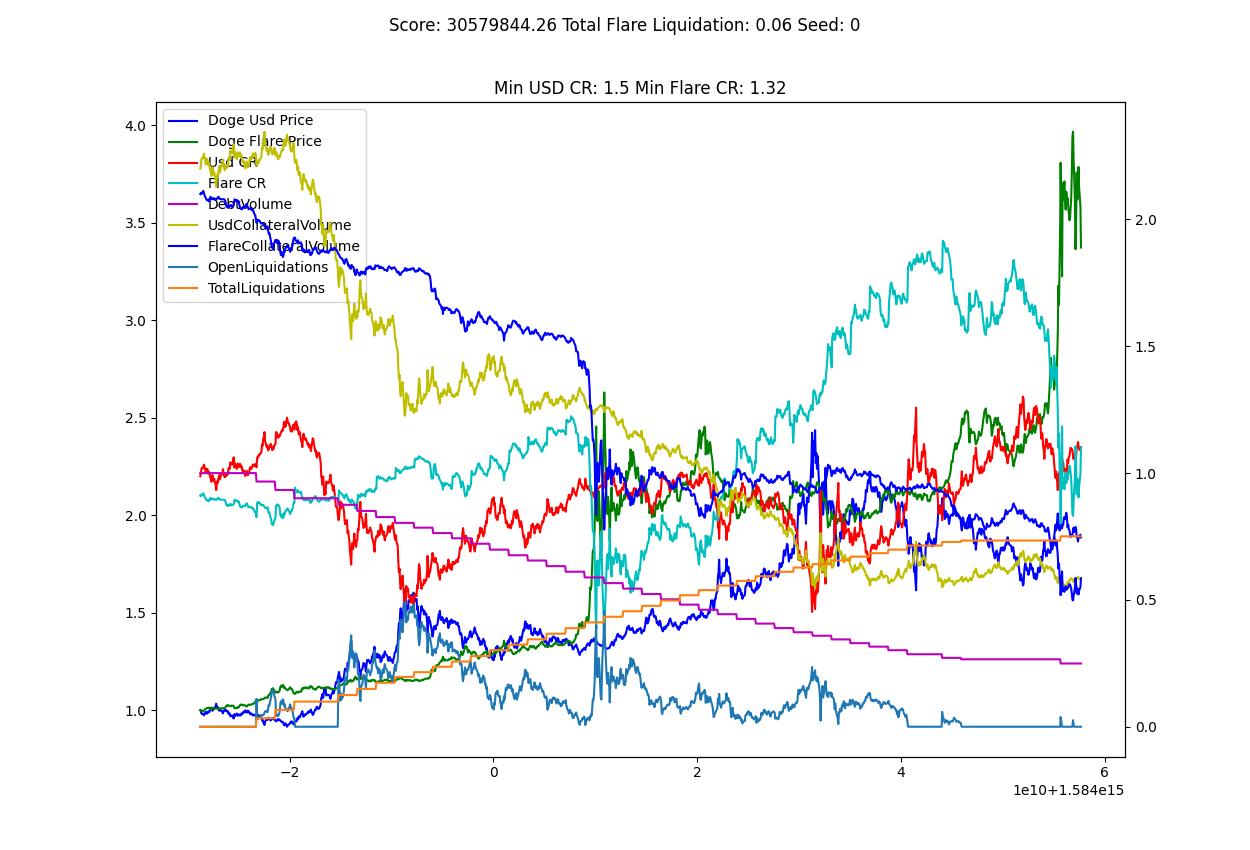 Score: 30579844.26 Total Flare Liquidation: 0.06 Seed: 0
Min USD CR: 1.5 Min Flare CR: 1.32
Doge Usd Price
Doge Flare Price
Usd CR
Flare CR
DebtVolume
UsdCollateralVolume
FlareCollateralVolume
OpenLiquidations
TotalLiquidations
4.0
3.5
3.0
2.5
2.0
1.5
1.0
2.0
1.5
1.0
0.5
0.0
−2
0
2
4
6
1e10+1.584e15